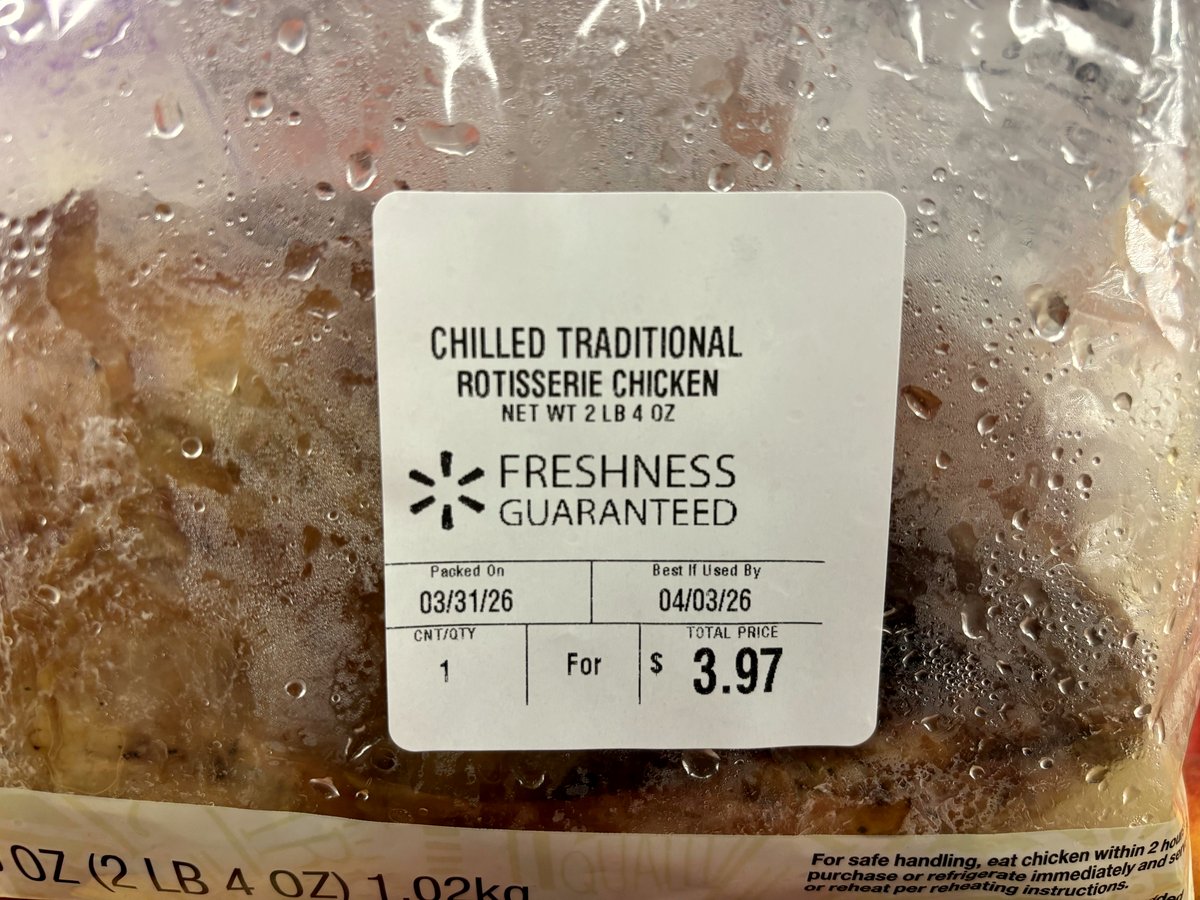 CHILLED TRADITIONAL
ROTISSERIE CHICKEN
NET WT 2 LB 4 OZ
FRESHNESS
GUARANTEED
Packed On
Best If Used By
03/31/26
04/03/26
CNT/QTY
TOTAL PRICE
1
For
$ 3.97
OZ (2 LB 4 OZ) 1.02kg
For safe handling, eat chicken within 2
purchase or refrigerate immediately and
or reheat per reheating instructions.